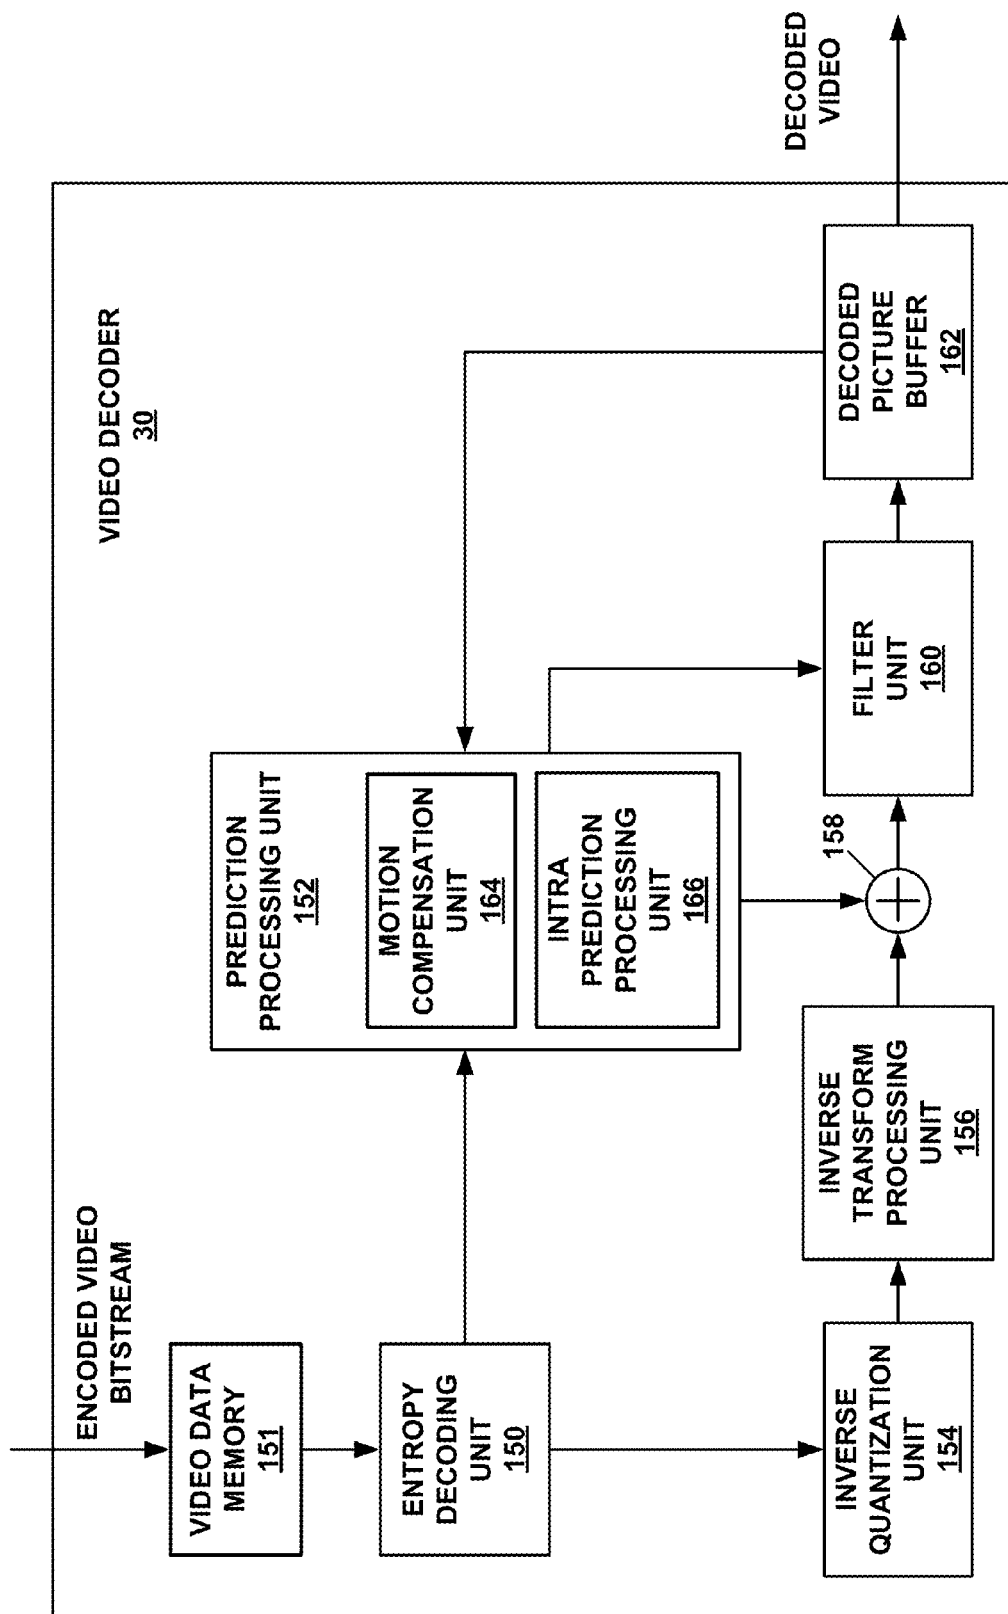 ENCODED VIDEO
BITSTREAM
VIDEO DECODER
30
VIDEO DATA
MEMORY
151
PREDICTION
PROCESSING UNIT
152
ENTROPY
DECODING
UNIT
150
MOTION
COMPENSATION
UNIT
164
INTRA
PREDICTION
PROCESSING
UNIT
166
INVERSE
QUANTIZATION
UNIT
154
INVERSE
TRANSFORM
PROCESSING
UNIT
156
158
FILTER
UNIT
160
DECODED
PICTURE
BUFFER
162
DECODED
VIDEO